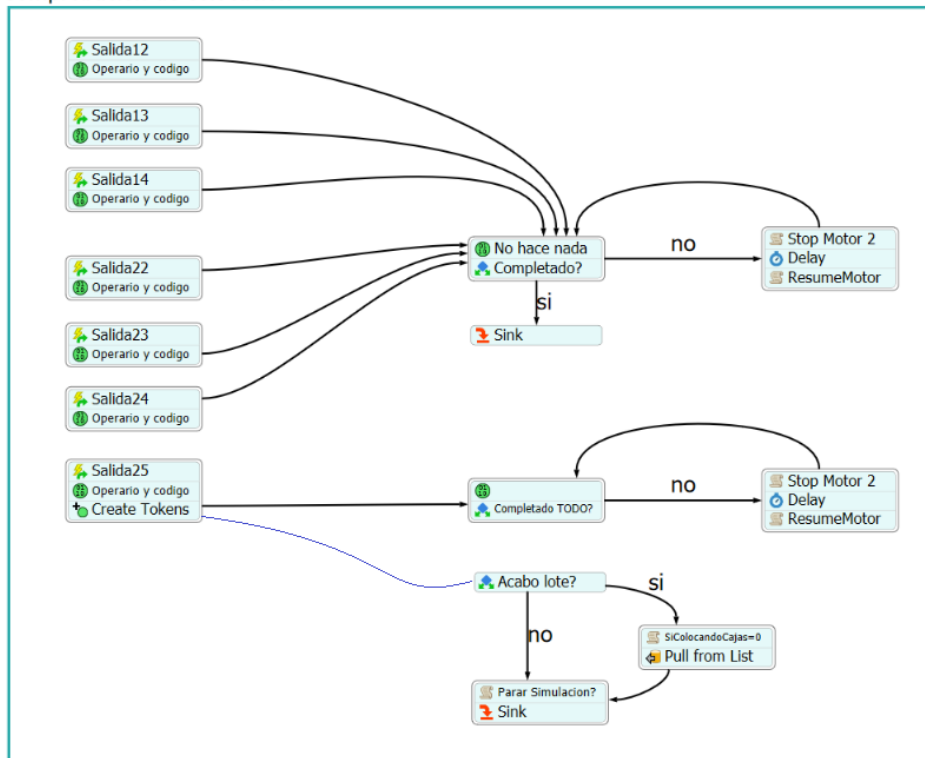 Salida12
Operario y codigo
Salida13
Operario y codigo
Salida14
Operario y codigo
Salida22
Operario y codigo
Salida23
Operario y codigo
Salida24
Operario y codigo
No hace nada
Completado?
no
Stop Motor 2
Delay
ResumeMotor
si
Sink
Salida25
Operario y codigo
Create Tokens
Completado TODO?
no
Stop Motor 2
Delay
ResumeMotor
Acabo lote?
si
no
SiColocandoCajas=0
Pull from List
Parar Simulacion?
Sink